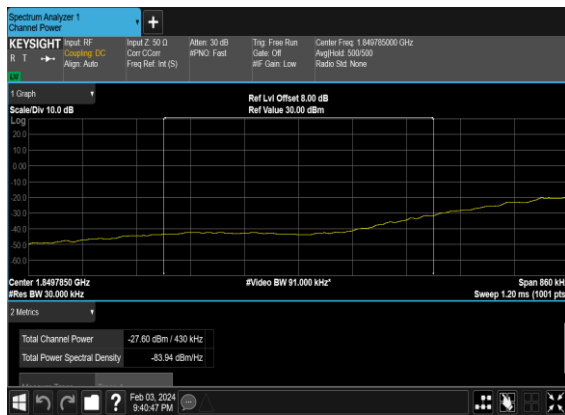 Spectrum Analyzer 1
Channel Power
KEYSIGHT
R T
LXI
Input: RF
Coupling: DC
Align: Auto
Input Z: 50 Ω
Corr CCorr
Freq Ref: Int (S)
Atten: 30 dB
#PNO: Fast
Trig: Free Run
Gate: Off
#IF Gain: Low
Center Freq: 1.849785000 GHz
Avg|Hold: 500/500
Radio Std: None
1 Graph
Scale/Div 10.0 dB
Ref Lvl Offset 8.00 dB
Ref Value 30.00 dBm
Log
20.0
10.0
0.00
-10.0
-20.0
-30.0
-40.0
-50.0
-60.0
Center 1.8497850 GHz
#Video BW 91.000 kHz*
Span 860 kH
#Res BW 30.000 kHz
Sweep 1.20 ms (1001 pts
2 Metrics
Total Channel Power -27.60 dBm / 430 kHz
Total Power Spectral Density -83.94 dBm/Hz
?
Feb 03, 2024
9:40:47 PM